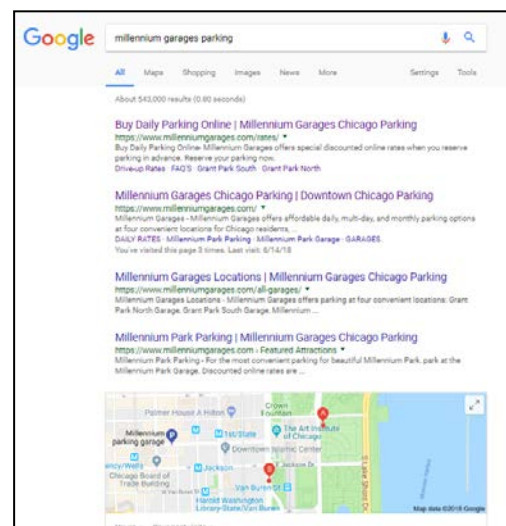 Google
millennium garages parking
All Maps Shopping Images News More Settings Tools
About 543,000 results (0.80 seconds)
Buy Daily Parking Online | Millennium Garages Chicago Parking
https://www.millenniumgarages.com/rates/
Buy Daily Parking Online- Millennium Garages offers special discounted online rates when you reserve
parking in advance. Reserve your parking now.
Drive-up Rates · FAQ'S · Grant Park South · Grant Park North
Millennium Garages Chicago Parking | Downtown Chicago Parking
https://www.millenniumgarages.com/
Millennium Garages - Millennium Garages offers affordable daily, multi-day, and monthly parking options
at four convenient locations for Chicago residents, ...
DAILY RATES · Millennium Park Parking · Millennium Park Garage · GARAGES
You've visited this page 3 times. Last visit: 6/14/18
Millennium Garages Locations | Millennium Garages Chicago Parking
https://www.millenniumgarages.com/all-garages/
Millennium Garages Locations - Millennium Garages offers parking at four convenient locations: Grant
Park North Garage, Grant Park South Garage, Millennium ...
Millennium Park Parking | Millennium Garages Chicago Parking
https://www.millenniumgarages.com › Featured Attractions
Millennium Park Parking - For the most convenient parking for beautiful Millennium Park, park at the
Millennium Park Garage. Discounted online rates are ...
Crown
Fountain
Palmer House A Hilton
A
Millennium
parking garage
P
M 1st/State
The Art Institute
of Chicago
Downtown Islamic Center
M Jackson
E Jackson Dr
B
Chicago Board of
Trade Building
Van Buren St
W Van Buren St
Harold Washington
Library-State/Van Buren
S Lake Shore Dr
Map data ©2018 Google